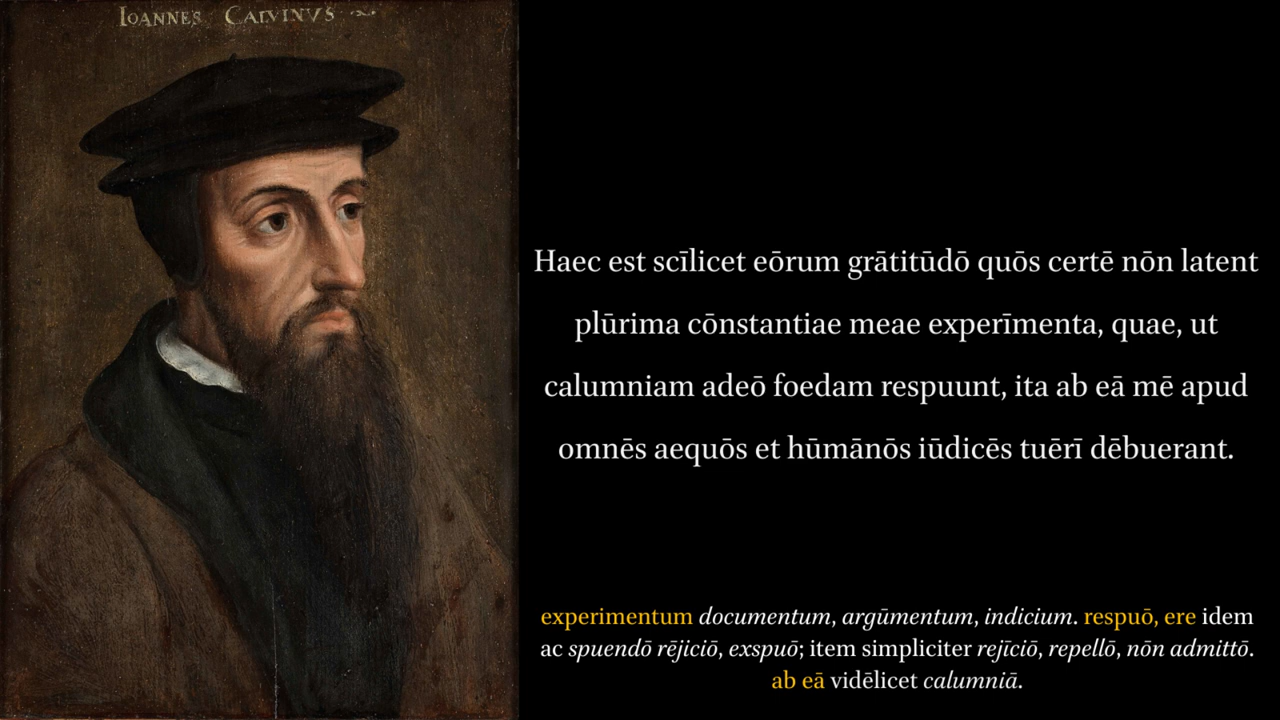 IOANNES CALVINVS
Haec est scīlicet eōrum grātitūdō quōs certē nōn latent
plūrima cōnstantiae meae experīmenta, quae, ut
calumniam adeō foedam respuunt, ita ab eā mē apud
omnēs aequōs et hūmānōs iūdicēs tuērī dēbuerant.
experimentum documentum, argūmentum, indicium. respuō, ere idem
ac spuendō rējiciō, exspuō; item simpliciter rejīciō, repellō, nōn admittō.
ab eā vidēlicet calumniā.